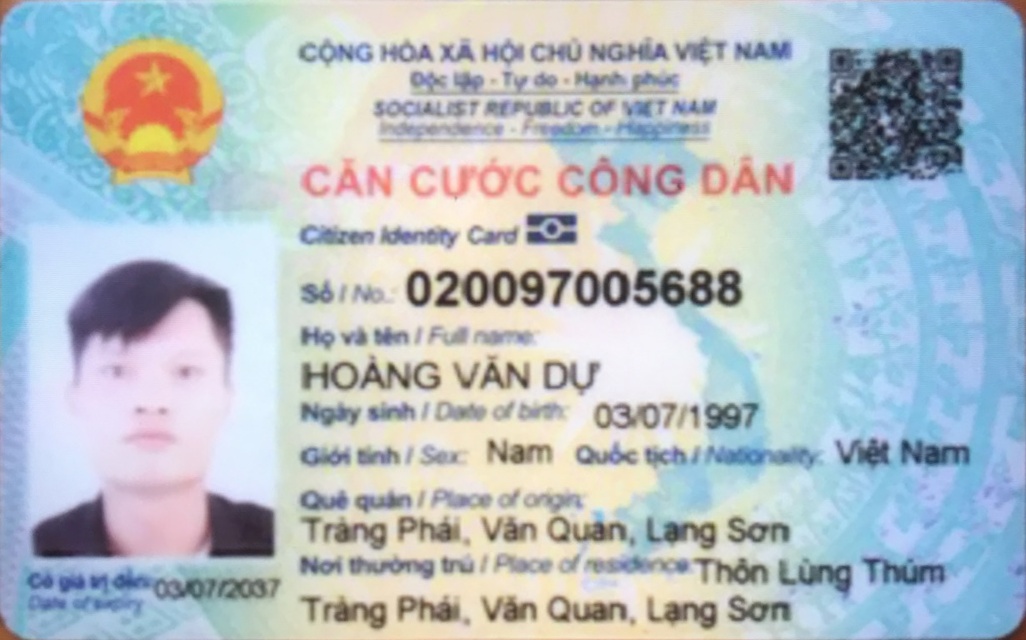 CỘNG HÒA XÃ HỘI CHỦ NGHĨA VIỆT NAM
Độc lập - Tự do - Hạnh phúc
SOCIALIST REPUBLIC OF VIET NAM
Independence - Freedom - Happiness
CĂN CƯỚC CÔNG DÂN
Citizen Identity Card
Số / No.: 020097005688
Họ và tên / Full name:
HOÀNG VĂN DỰ
Ngày sinh / Date of birth: 03/07/1997
Giới tính / Sex: Nam Quốc tịch / Nationality: Việt Nam
Quê quán / Place of origin:
Tràng Phái, Văn Quan, Lạng Sơn
Nơi thường trú / Place of residence: Thôn Lùng Thúm
Tràng Phái, Văn Quan, Lạng Sơn
Có giá trị đến: 03/07/2037
Date of expiry